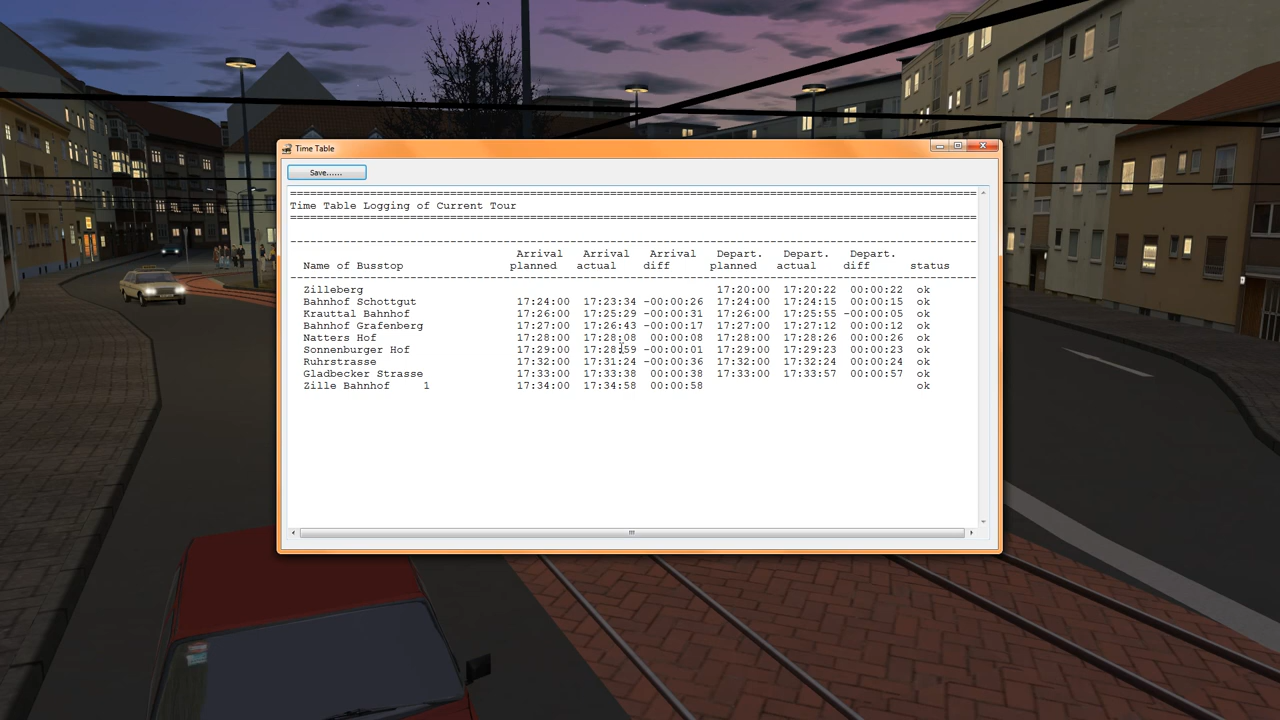 Time Table
Save......
================================================================================
Time Table Logging of Current Tour
================================================================================
--------------------------------------------------------------------------------
Arrival Arrival Arrival Depart. Depart. Depart.
Name of Busstop planned actual diff planned actual diff status
--------------------------------------------------------------------------------
Zilleberg 17:20:00 17:20:22 00:00:22 ok
Bahnhof Schottgut 17:24:00 17:23:34 -00:00:26 17:24:00 17:24:15 00:00:15 ok
Krauttal Bahnhof 17:26:00 17:25:29 -00:00:31 17:26:00 17:25:55 -00:00:05 ok
Bahnhof Grafenberg 17:27:00 17:26:43 -00:00:17 17:27:00 17:27:12 00:00:12 ok
Natters Hof 17:28:00 17:28:08 00:00:08 17:28:00 17:28:26 00:00:26 ok
Sonnenburger Hof 17:29:00 17:28:59 -00:00:01 17:29:00 17:29:23 00:00:23 ok
Ruhrstrasse 17:32:00 17:31:24 -00:00:36 17:32:00 17:32:24 00:00:24 ok
Gladbecker Strasse 17:33:00 17:33:38 00:00:38 17:33:00 17:33:57 00:00:57 ok
Zille Bahnhof 1 17:34:00 17:34:58 00:00:58 ok